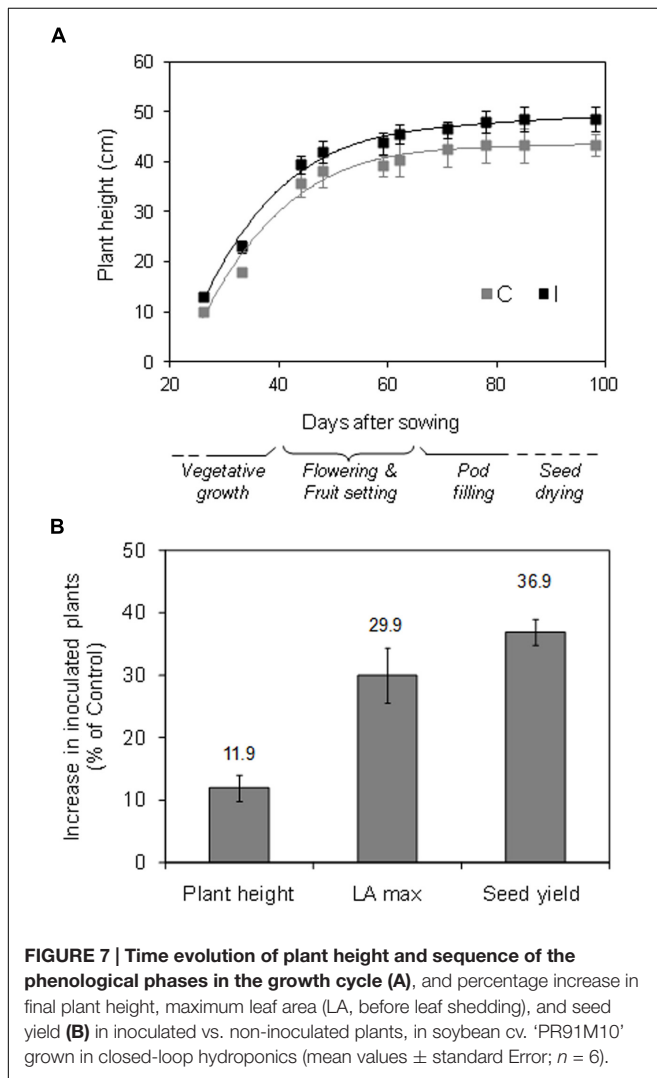 A
Plant height (cm)
60
50
40
30
20
10
0
20 40 60 80 100
C I
Days after sowing
Vegetative growth
Flowering & Fruit setting
Pod filling
Seed drying
B
Increase in inoculated plants
(% of Control)
50
40
30
20
10
0
11.9
29.9
36.9
Plant height LA max Seed yield
FIGURE 7 | Time evolution of plant height and sequence of the
phenological phases in the growth cycle (A), and percentage increase in
final plant height, maximum leaf area (LA, before leaf shedding), and seed
yield (B) in inoculated vs. non-inoculated plants, in soybean cv. ‘PR91M10’
grown in closed-loop hydroponics (mean values ± standard Error; n = 6).